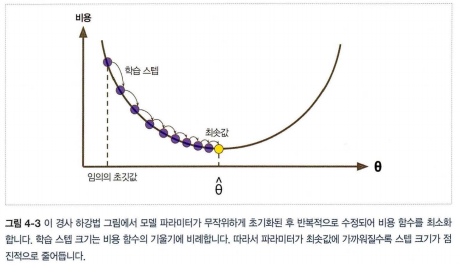 비용
학습 스텝
최솟값
임의의 초깃값
θ̂
θ
그림 4-3 이 경사 하강법 그림에서 모델 파라미터가 무작위하게 초기화된 후 반복적으로 수정되어 비용 함수를 최소화
합니다. 학습 스텝 크기는 비용 함수의 기울기에 비례합니다. 따라서 파라미터가 최솟값에 가까워질수록 스텝 크기가 점
진적으로 줄어듭니다.